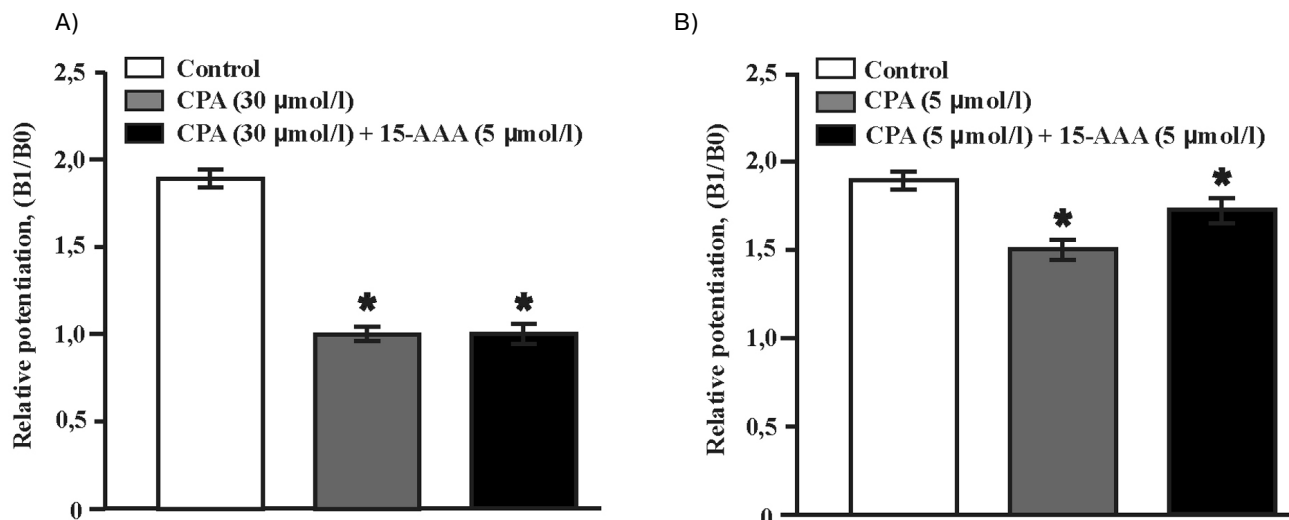 A)
Relative potentiation, (B1/B0)
2,5
2,0
1,5
1,0
0,5
0
Control
CPA (30 µmol/l)
CPA (30 µmol/l) + 15-AAA (5 µmol/l)
*
*
B)
Relative potentiation, (B1/B0)
2,5
2,0
1,5
1,0
0,5
0
Control
CPA (5 µmol/l)
CPA (5 µmol/l) + 15-AAA (5 µmol/l)
*
*